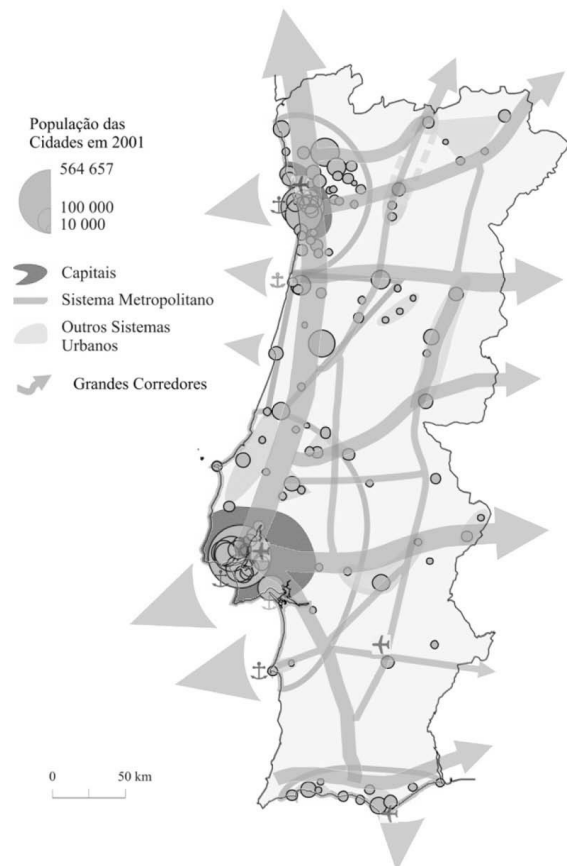 População das
Cidades em 2001
564 657
100 000
10 000
Capitais
Sistema Metropolitano
Outros Sistemas
Urbanos
Grandes Corredores
0 50 km